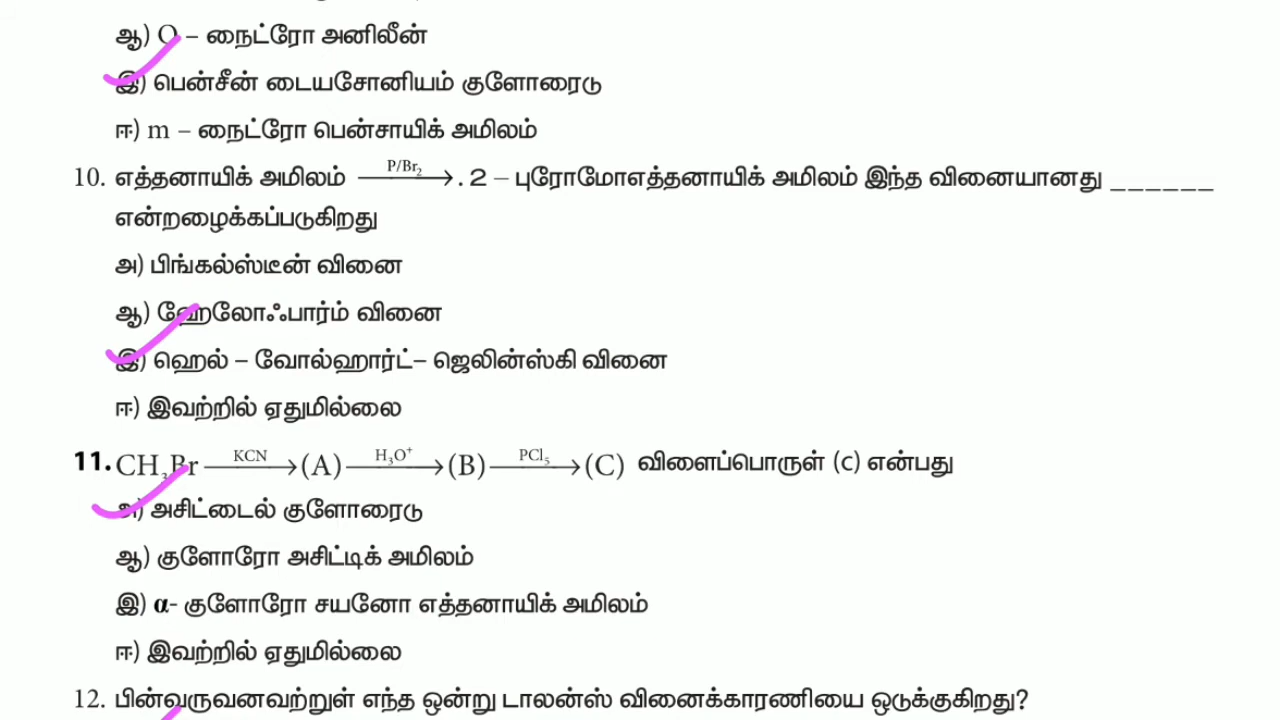 ஆ) O – நைட்ரோ அனிலீன்
இ) பென்சீன் டையசோனியம் குளோரைடு
ஈ) m – நைட்ரோ பென்சாயிக் அமிலம்
10. எத்தனாயிக் அமிலம் —P/Br₂→ . 2 – புரோமோஎத்தனாயிக் அமிலம் இந்த வினையானது ______
என்றழைக்கப்படுகிறது
அ) பிங்கல்ஸ்டீன் வினை
ஆ) ஹேலோஃபார்ம் வினை
இ) ஹெல் – வோல்ஹார்ட்– ஜெலின்ஸ்கி வினை
ஈ) இவற்றில் ஏதுமில்லை
11. CH₃Br —KCN→ (A) —H₃O⁺→ (B) —PCl₅→ (C) விளைப்பொருள் (c) என்பது
அ) அசிட்டைல் குளோரைடு
ஆ) குளோரோ அசிட்டிக் அமிலம்
இ) α- குளோரோ சயனோ எத்தனாயிக் அமிலம்
ஈ) இவற்றில் ஏதுமில்லை
12. பின்வருவனவற்றுள் எந்த ஒன்று டாலன்ஸ் வினைக்காரணியை ஒடுக்குகிறது?